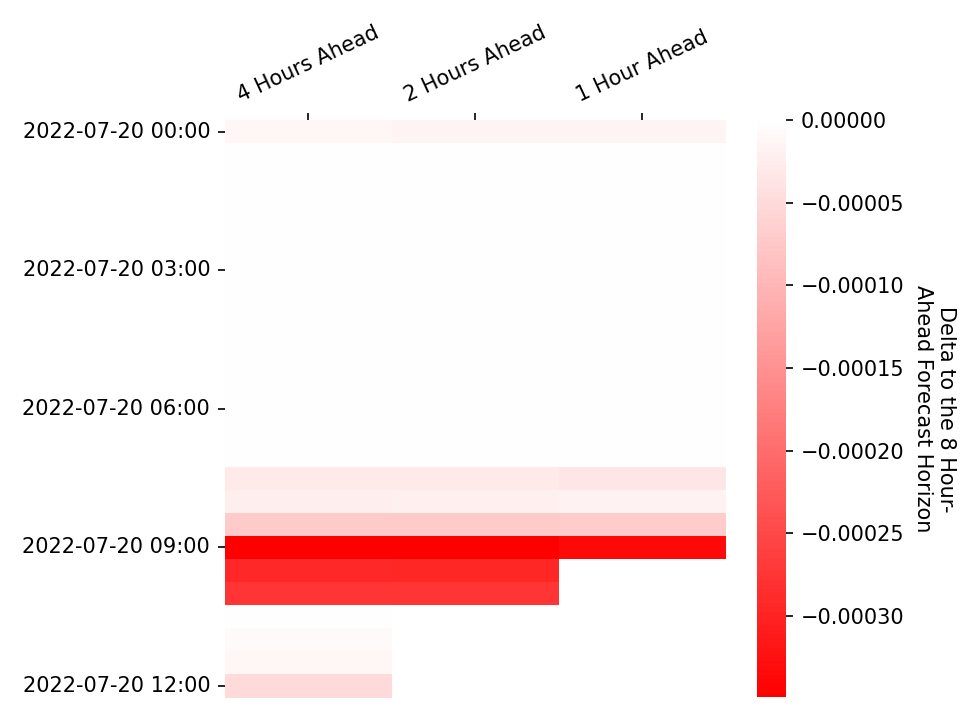 4 Hours Ahead
2 Hours Ahead
1 Hour Ahead
2022-07-20 00:00
2022-07-20 03:00
2022-07-20 06:00
2022-07-20 09:00
2022-07-20 12:00
0.00000
−0.00005
−0.00010
−0.00015
−0.00020
−0.00025
−0.00030
Delta to the 8 Hour-
Ahead Forecast Horizon